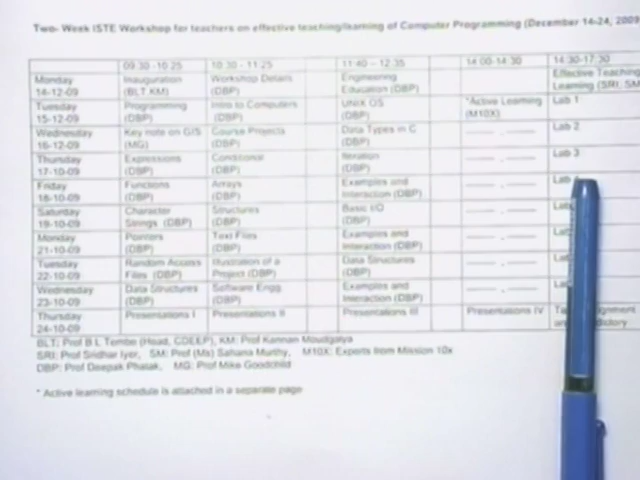 Two- Week ISTE Workshop for teachers on effective teaching/learning of Computer Programming (December 14-24, 2009
09:30 -10:25 10:30 - 11:25 11:40 – 12:35 14:00-14:30 14:30-17:30
Monday Inauguration Workshop Details Engineering Effective Teaching
14-12-09 (BLT,KM) (DBP) Education (DBP) Learning (SRI, SM
Tuesday Programming Intro to Computers UNIX OS *Active Learning Lab 1
15-12-09 (DBP) (DBP) (DBP) (M10X)
Wednesday Key note on GIS Course Projects Data Types in C Lab 2
16-12-09 (MG) (DBP) (DBP)
Thursday Expressions Conditional Iteration Lab 3
17-10-09 (DBP) (DBP) (DBP)
Friday Functions Arrays Examples and Lab
18-10-09 (DBP) (DBP) Interaction (DBP)
Saturday Character Structures Basic I/O Lab
19-10-09 Strings (DBP) (DBP) (DBP)
Monday Pointers Text Files Examples and
21-10-09 (DBP) (DBP) Interaction (DBP)
Tuesday Random Access Illustration of a Data Structures
22-10-09 Files (DBP) Project (DBP) (DBP)
Wednesday Data Structures Software Engg Examples and
23-10-09 (DBP) (DBP) Interaction (DBP)
Thursday Presentations I Presentations II Presentations III Presentations IV
24-10-09
BLT: Prof B.L Tembe (Head, CDEEP), KM: Prof Kannan Moudgalya
SRI: Prof Sridhar Iyer, SM: Prof (Ms) Sahana Murthy, M10X: Experts from Mission 10x
DBP: Prof Deepak Phatak, MG: Prof Mike Goodchild
* Active learning schedule is attached in a separate page